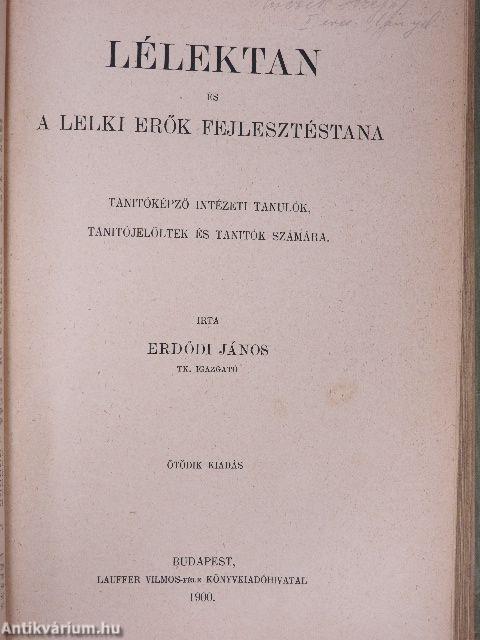 LÉLEKTAN
ÉS
A LELKI ERŐK FEJLESZTÉSTANA
TANITÓKÉPZŐ INTÉZETI TANULÓK,
TANITÓJELÖLTEK ÉS TANITÓK SZÁMÁRA.
IRTA
ERDŐDI JÁNOS
TK. IGAZGATÓ
ÖTÖDIK KIADÁS
BUDAPEST,
LAUFFER VILMOS-FÉLE KÖNYVKIADÓHIVATAL
1900.
Antikvárium.hu